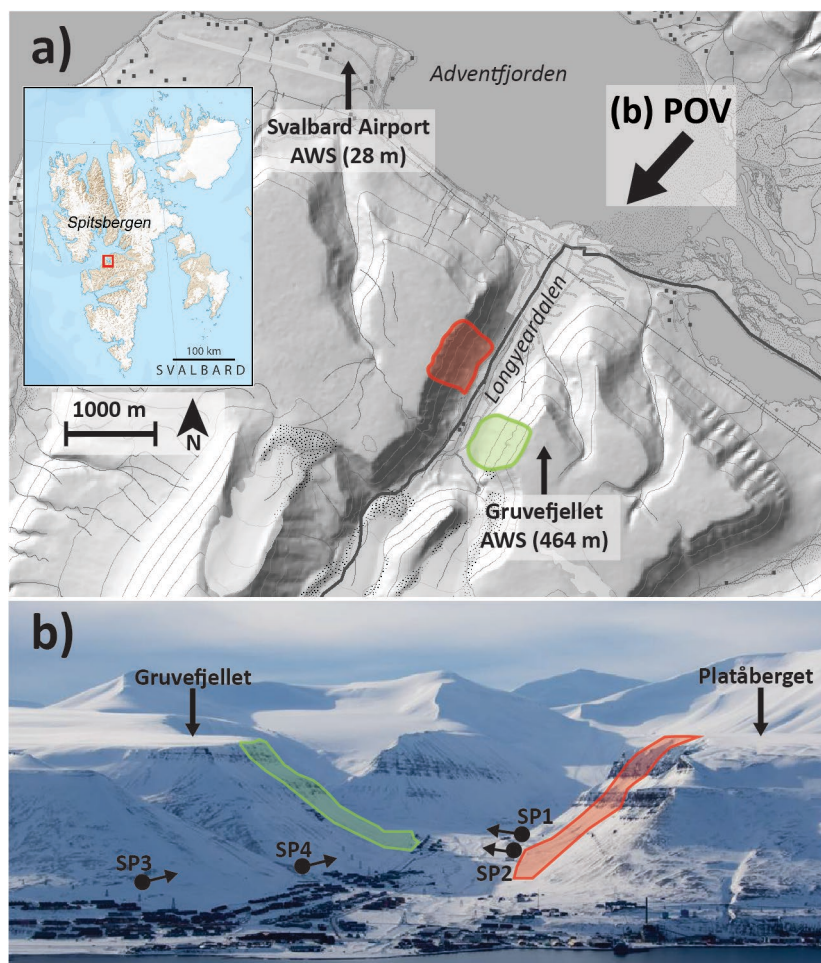 a)
Adventfjorden
Svalbard Airport
AWS (28 m)
(b) POV
Spitsbergen
100 km
SVALBARD
Longyeardalen
1000 m
N
Gruvefjellet
AWS (464 m)
b)
Gruvefjellet
Platåberget
SP1
SP2
SP3
SP4